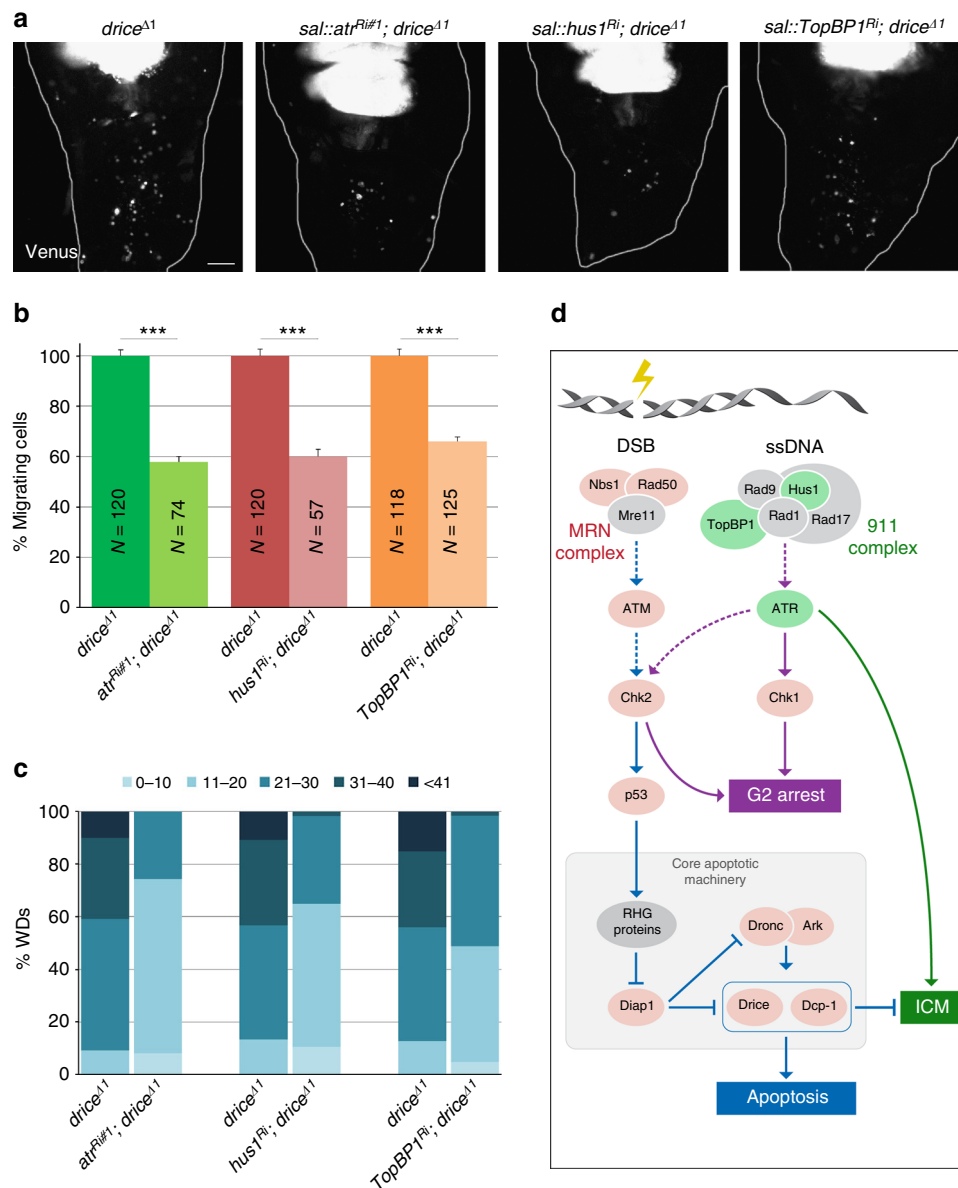 a
drice^Δ1
sal::atr^Ri#1; drice^Δ1
sal::hus1^Ri; drice^Δ1
sal::TopBP1^Ri; drice^Δ1
Venus
b
% Migrating cells
100
80
60
40
20
0
***
***
***
N = 120
N = 74
N = 120
N = 57
N = 118
N = 125
drice^Δ1
atr^Ri#1; drice^Δ1
drice^Δ1
hus1^Ri; drice^Δ1
drice^Δ1
TopBP1^Ri; drice^Δ1
c
0–10
11–20
21–30
31–40
<41
% WDs
100
80
60
40
20
0
drice^Δ1
atr^Ri#1; drice^Δ1
drice^Δ1
hus1^Ri; drice^Δ1
drice^Δ1
TopBP1^Ri; drice^Δ1
d
DSB
ssDNA
Nbs1
Rad50
Mre11
MRN
complex
Rad9
Hus1
TopBP1
Rad1
Rad17
911
complex
ATM
ATR
Chk2
Chk1
p53
G2 arrest
Core apoptotic
machinery
RHG
proteins
Dronc
Ark
Diap1
Drice
Dcp-1
ICM
Apoptosis